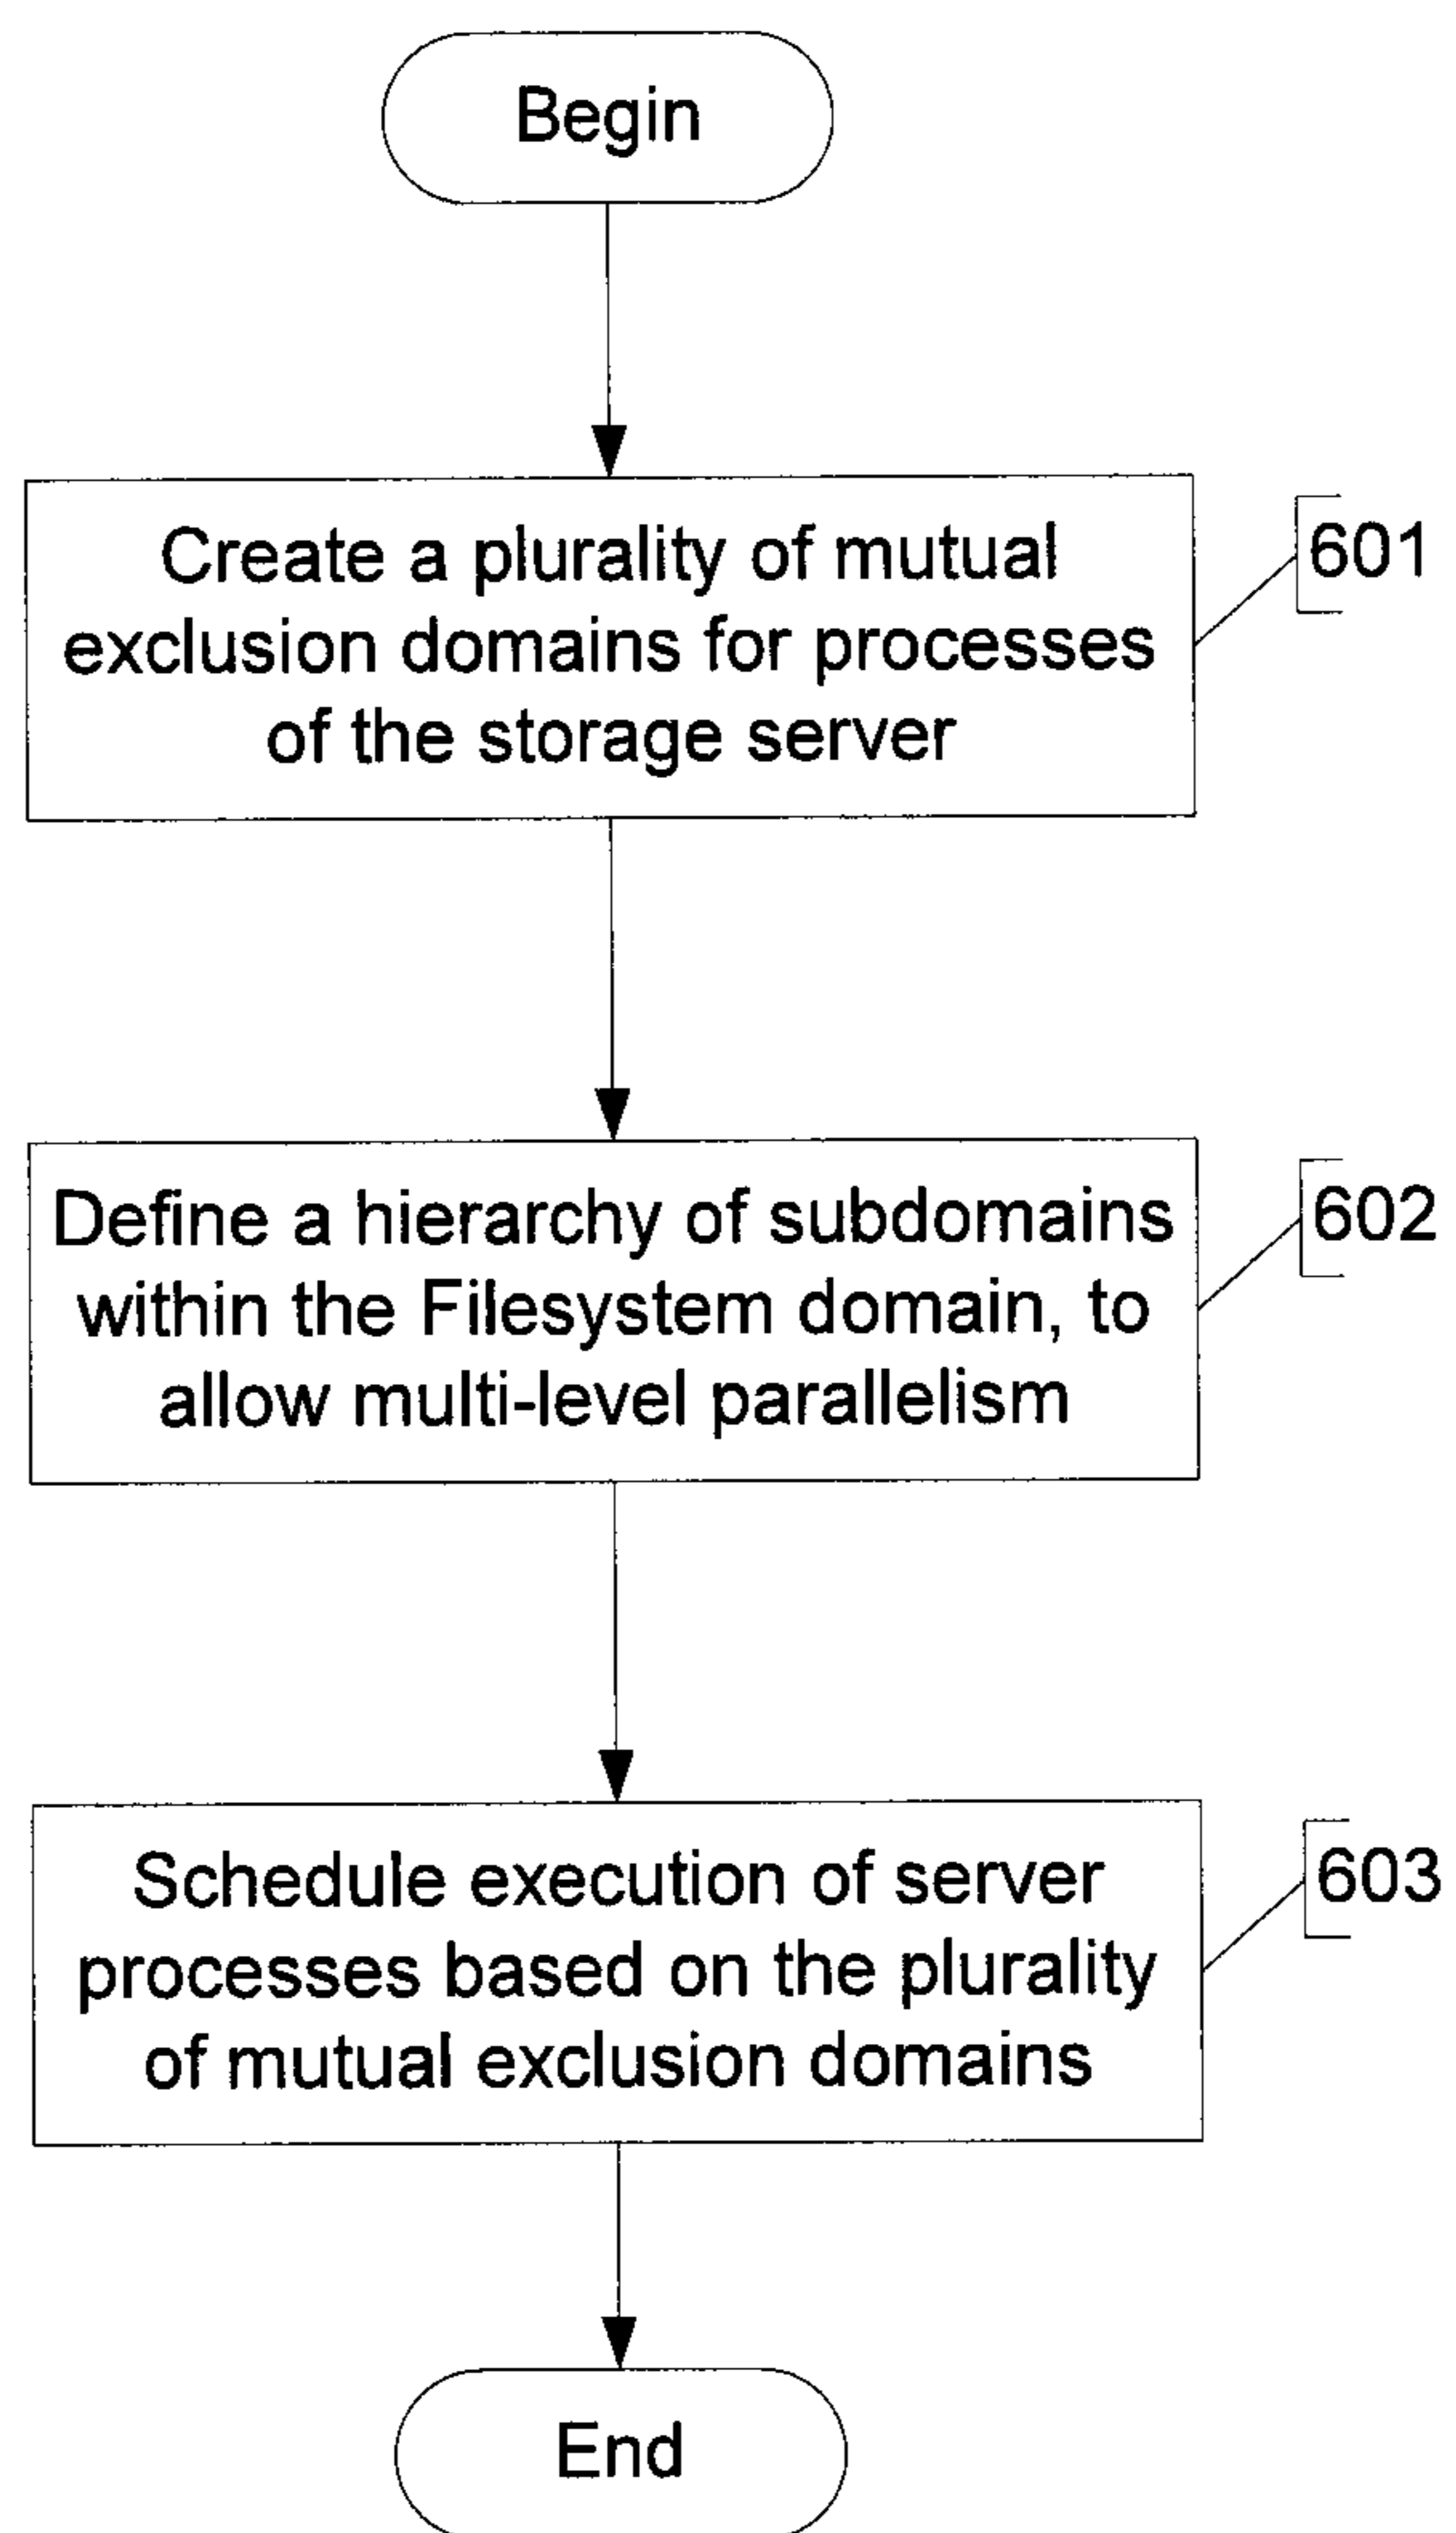 Begin
Create a plurality of mutual
exclusion domains for processes
of the storage server
601
Define a hierarchy of subdomains
within the Filesystem domain, to
allow multi-level parallelism
602
Schedule execution of server
processes based on the plurality
of mutual exclusion domains
603
End